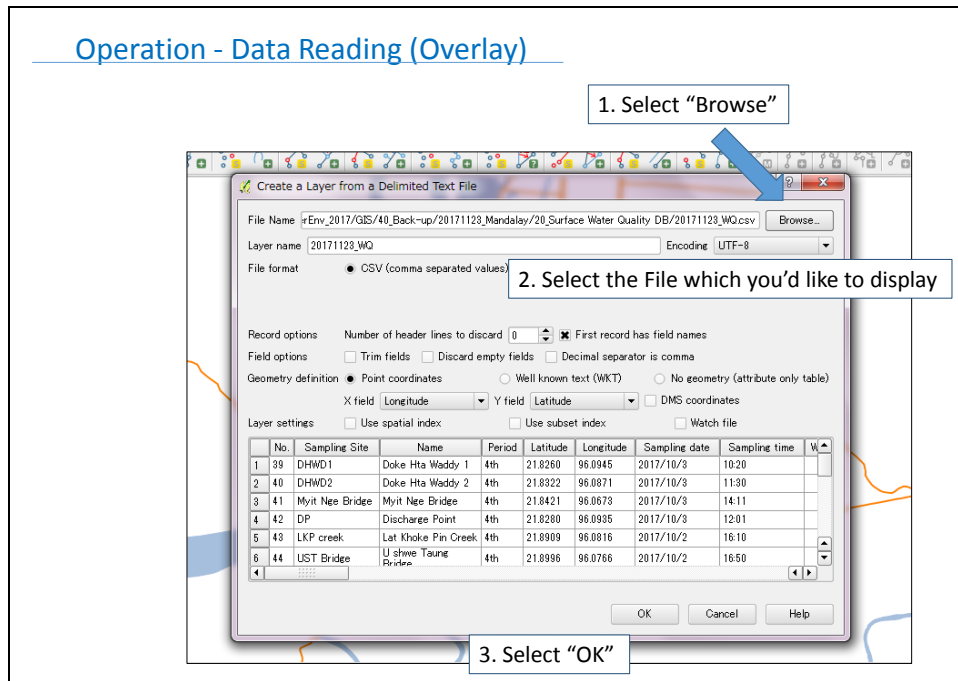 Operation - Data Reading (Overlay)
1. Select “Browse”
Create a Layer from a Delimited Text File
File Name rEnv_2017/GIS/40_Back-up/20171123_Mandalay/20_Surface Water Quality DB/20171123_WQ.csv Browse...
Layer name 20171123_WQ Encoding UTF-8
File format CSV (comma separated values)
2. Select the File which you’d like to display
Record options Number of header lines to discard 0 First record has field names
Field options Trim fields Discard empty fields Decimal separator is comma
Geometry definition Point coordinates Well known text (WKT) No geometry (attribute only table)
X field Longitude Y field Latitude DMS coordinates
Layer settings Use spatial index Use subset index Watch file
No. Sampling Site Name Period Latitude Longitude Sampling date Sampling time
1 39 DHWD1 Doke Hta Waddy 1 4th 21.8260 96.0945 2017/10/3 10:20
2 40 DHWD2 Doke Hta Waddy 2 4th 21.8322 96.0871 2017/10/3 11:30
3 41 Myit Nge Bridge Myit Nge Bridge 4th 21.8421 96.0673 2017/10/3 14:11
4 42 DP Discharge Point 4th 21.8280 96.0935 2017/10/3 12:01
5 43 LKP creek Lat Khoke Pin Creek 4th 21.8909 96.0816 2017/10/2 16:10
6 44 UST Bridge U shwe Taung Bridge 4th 21.8996 96.0766 2017/10/2 16:50
OK Cancel Help
3. Select “OK”